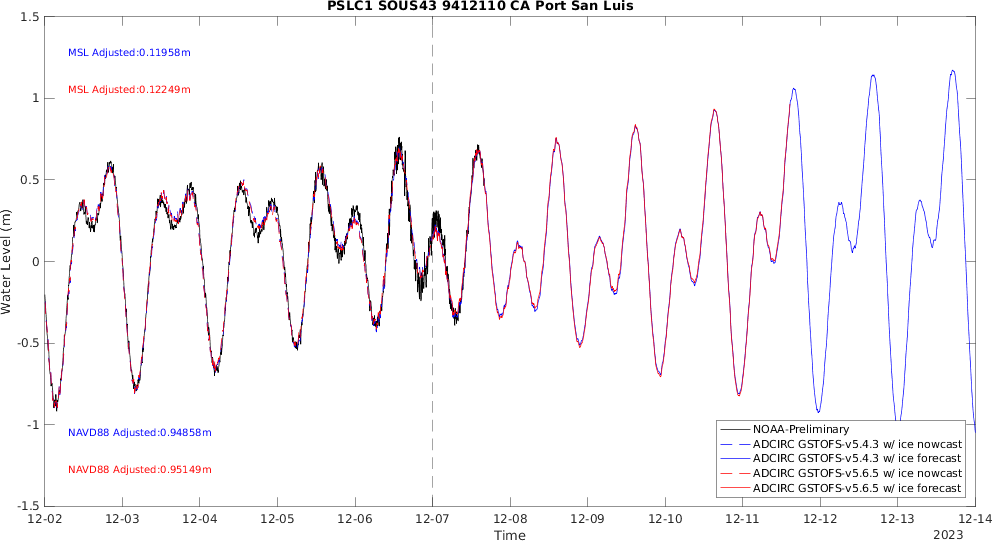 PSLC1 SOUS43 9412110 CA Port San Luis
1.5
MSL Adjusted:0.11958m
MSL Adjusted:0.12249m
1
0.5
0
-0.5
-1
-1.5
Water Level (m)
NAVD88 Adjusted:0.94858m
NAVD88 Adjusted:0.95149m
NOAA-Preliminary
ADCIRC GSTOFS-v5.4.3 w/ ice nowcast
ADCIRC GSTOFS-v5.4.3 w/ ice forecast
ADCIRC GSTOFS-v5.6.5 w/ ice nowcast
ADCIRC GSTOFS-v5.6.5 w/ ice forecast
12-02 12-03 12-04 12-05 12-06 12-07 12-08 12-09 12-10 12-11 12-12 12-13 12-14
Time
2023